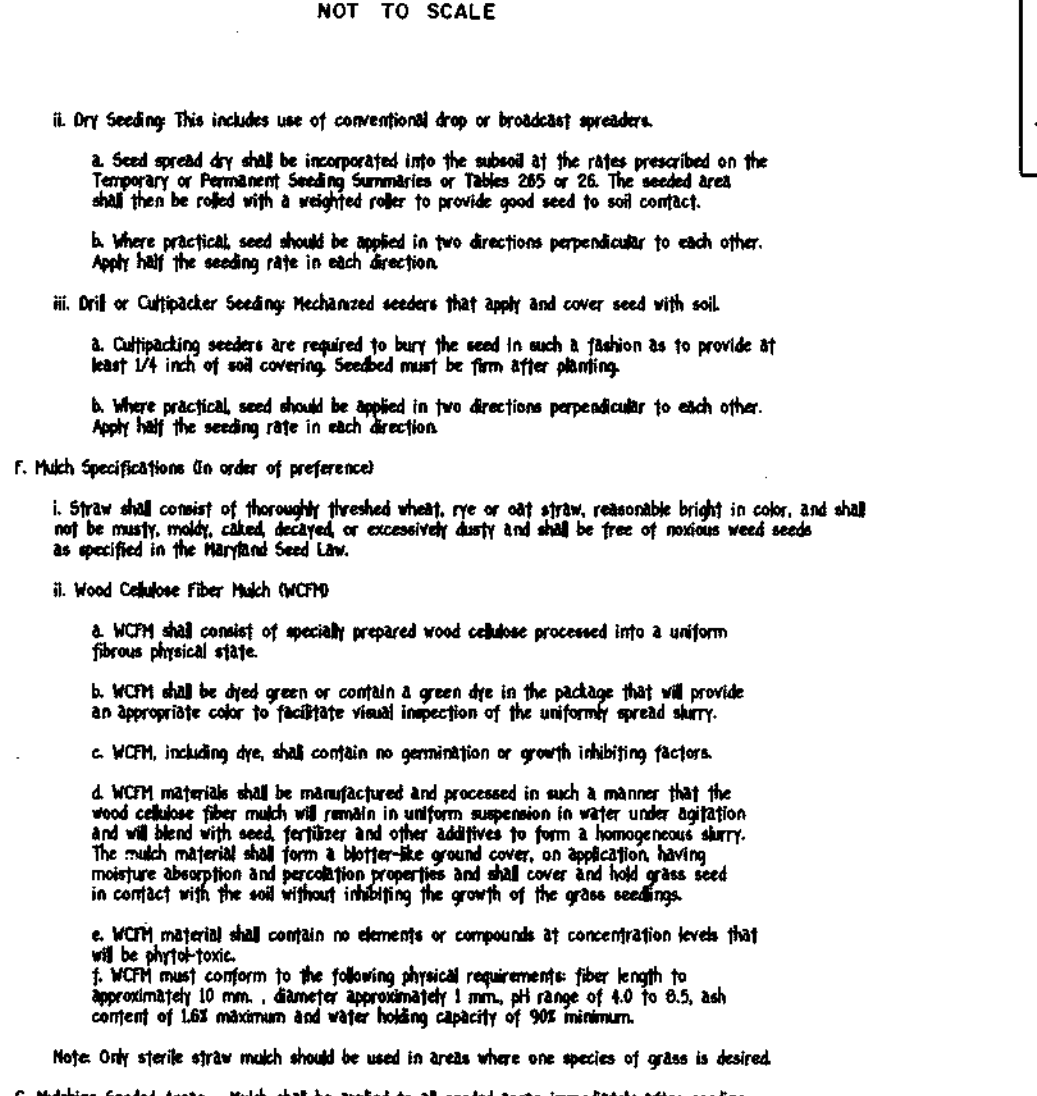 NOT TO SCALE
ii. Dry Seeding: This includes use of conventional drop or broadcast spreaders.
a. Seed spread dry shall be incorporated into the subsoil at the rates prescribed on the
Temporary or Permanent Seeding Summaries or Tables 265 or 26. The seeded area
shall then be rolled with a weighted roller to provide good seed to soil contact.
b. Where practical, seed should be applied in two directions perpendicular to each other.
Apply half the seeding rate in each direction.
iii. Drill or Cultipacker Seeding: Mechanized seeders that apply and cover seed with soil.
a. Cultipacking seeders are required to bury the seed in such a fashion as to provide at
least 1/4 inch of soil covering. Seedbed must be firm after planting.
b. Where practical, seed should be applied in two directions perpendicular to each other.
Apply half the seeding rate in each direction.
F. Mulch Specifications (In order of preference)
i. Straw shall consist of thoroughly threshed wheat, rye or oat straw, reasonable bright in color, and shall
not be musty, moldy, caked, decayed, or excessively dusty and shall be free of noxious weed seeds
as specified in the Maryland Seed Law.
ii. Wood Cellulose Fiber Mulch (WCFM)
a. WCFM shall consist of specially prepared wood cellulose processed into a uniform
fibrous physical state.
b. WCFM shall be dyed green or contain a green dye in the package that will provide
an appropriate color to facilitate visual inspection of the uniformly spread slurry.
c. WCFM, including dye, shall contain no germination or growth inhibiting factors.
d. WCFM materials shall be manufactured and processed in such a manner that the
wood cellulose fiber mulch will remain in uniform suspension in water under agitation
and will blend with seed, fertilizer and other additives to form a homogeneous slurry.
The mulch material shall form a blotter-like ground cover, on application, having
moisture absorption and percolation properties and shall cover and hold grass seed
in contact with the soil without inhibiting the growth of the grass seedlings.
e. WCFM material shall contain no elements or compounds at concentration levels that
will be phytot-toxic.
f. WCFM must conform to the following physical requirements: fiber length to
approximately 10 mm. , diameter approximately 1 mm., pH range of 4.0 to 8.5, ash
content of 1.6% maximum and water holding capacity of 90% minimum.
Note: Only sterile straw mulch should be used in areas where one species of grass is desired.